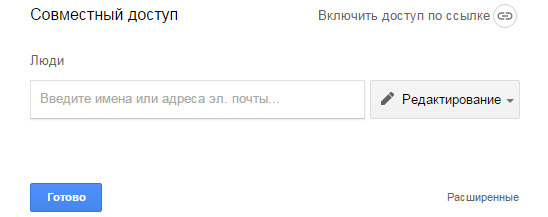 Совместный доступ Включить доступ по ссылке
Люди
Введите имена или адреса эл. почты... Редактирование
Готово Расширенные